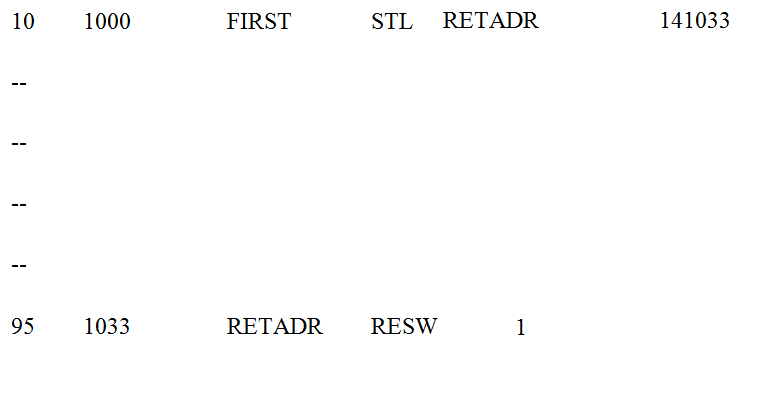 10 1000 FIRST STL RETADR 141033
--
--
--
--
95 1033 RETADR RESW 1